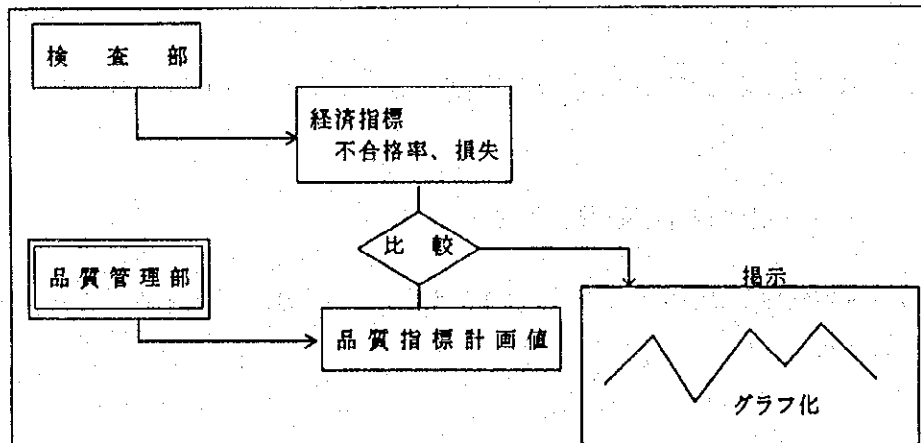 検査部
経済指標
不合格率、損失
比較
品質管理部
掲示
品質指標計画値
グラフ化